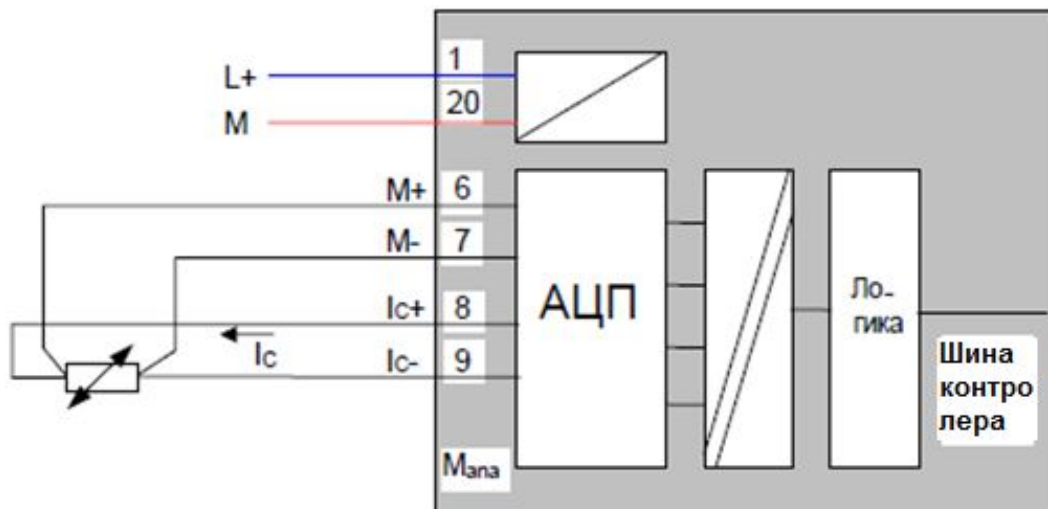 1
L+
20
M
M+ 6
M- 7
Ic+ 8
Ic
Ic- 9
Mana
АЦП
Ло-
гика
Шина
контро
лера